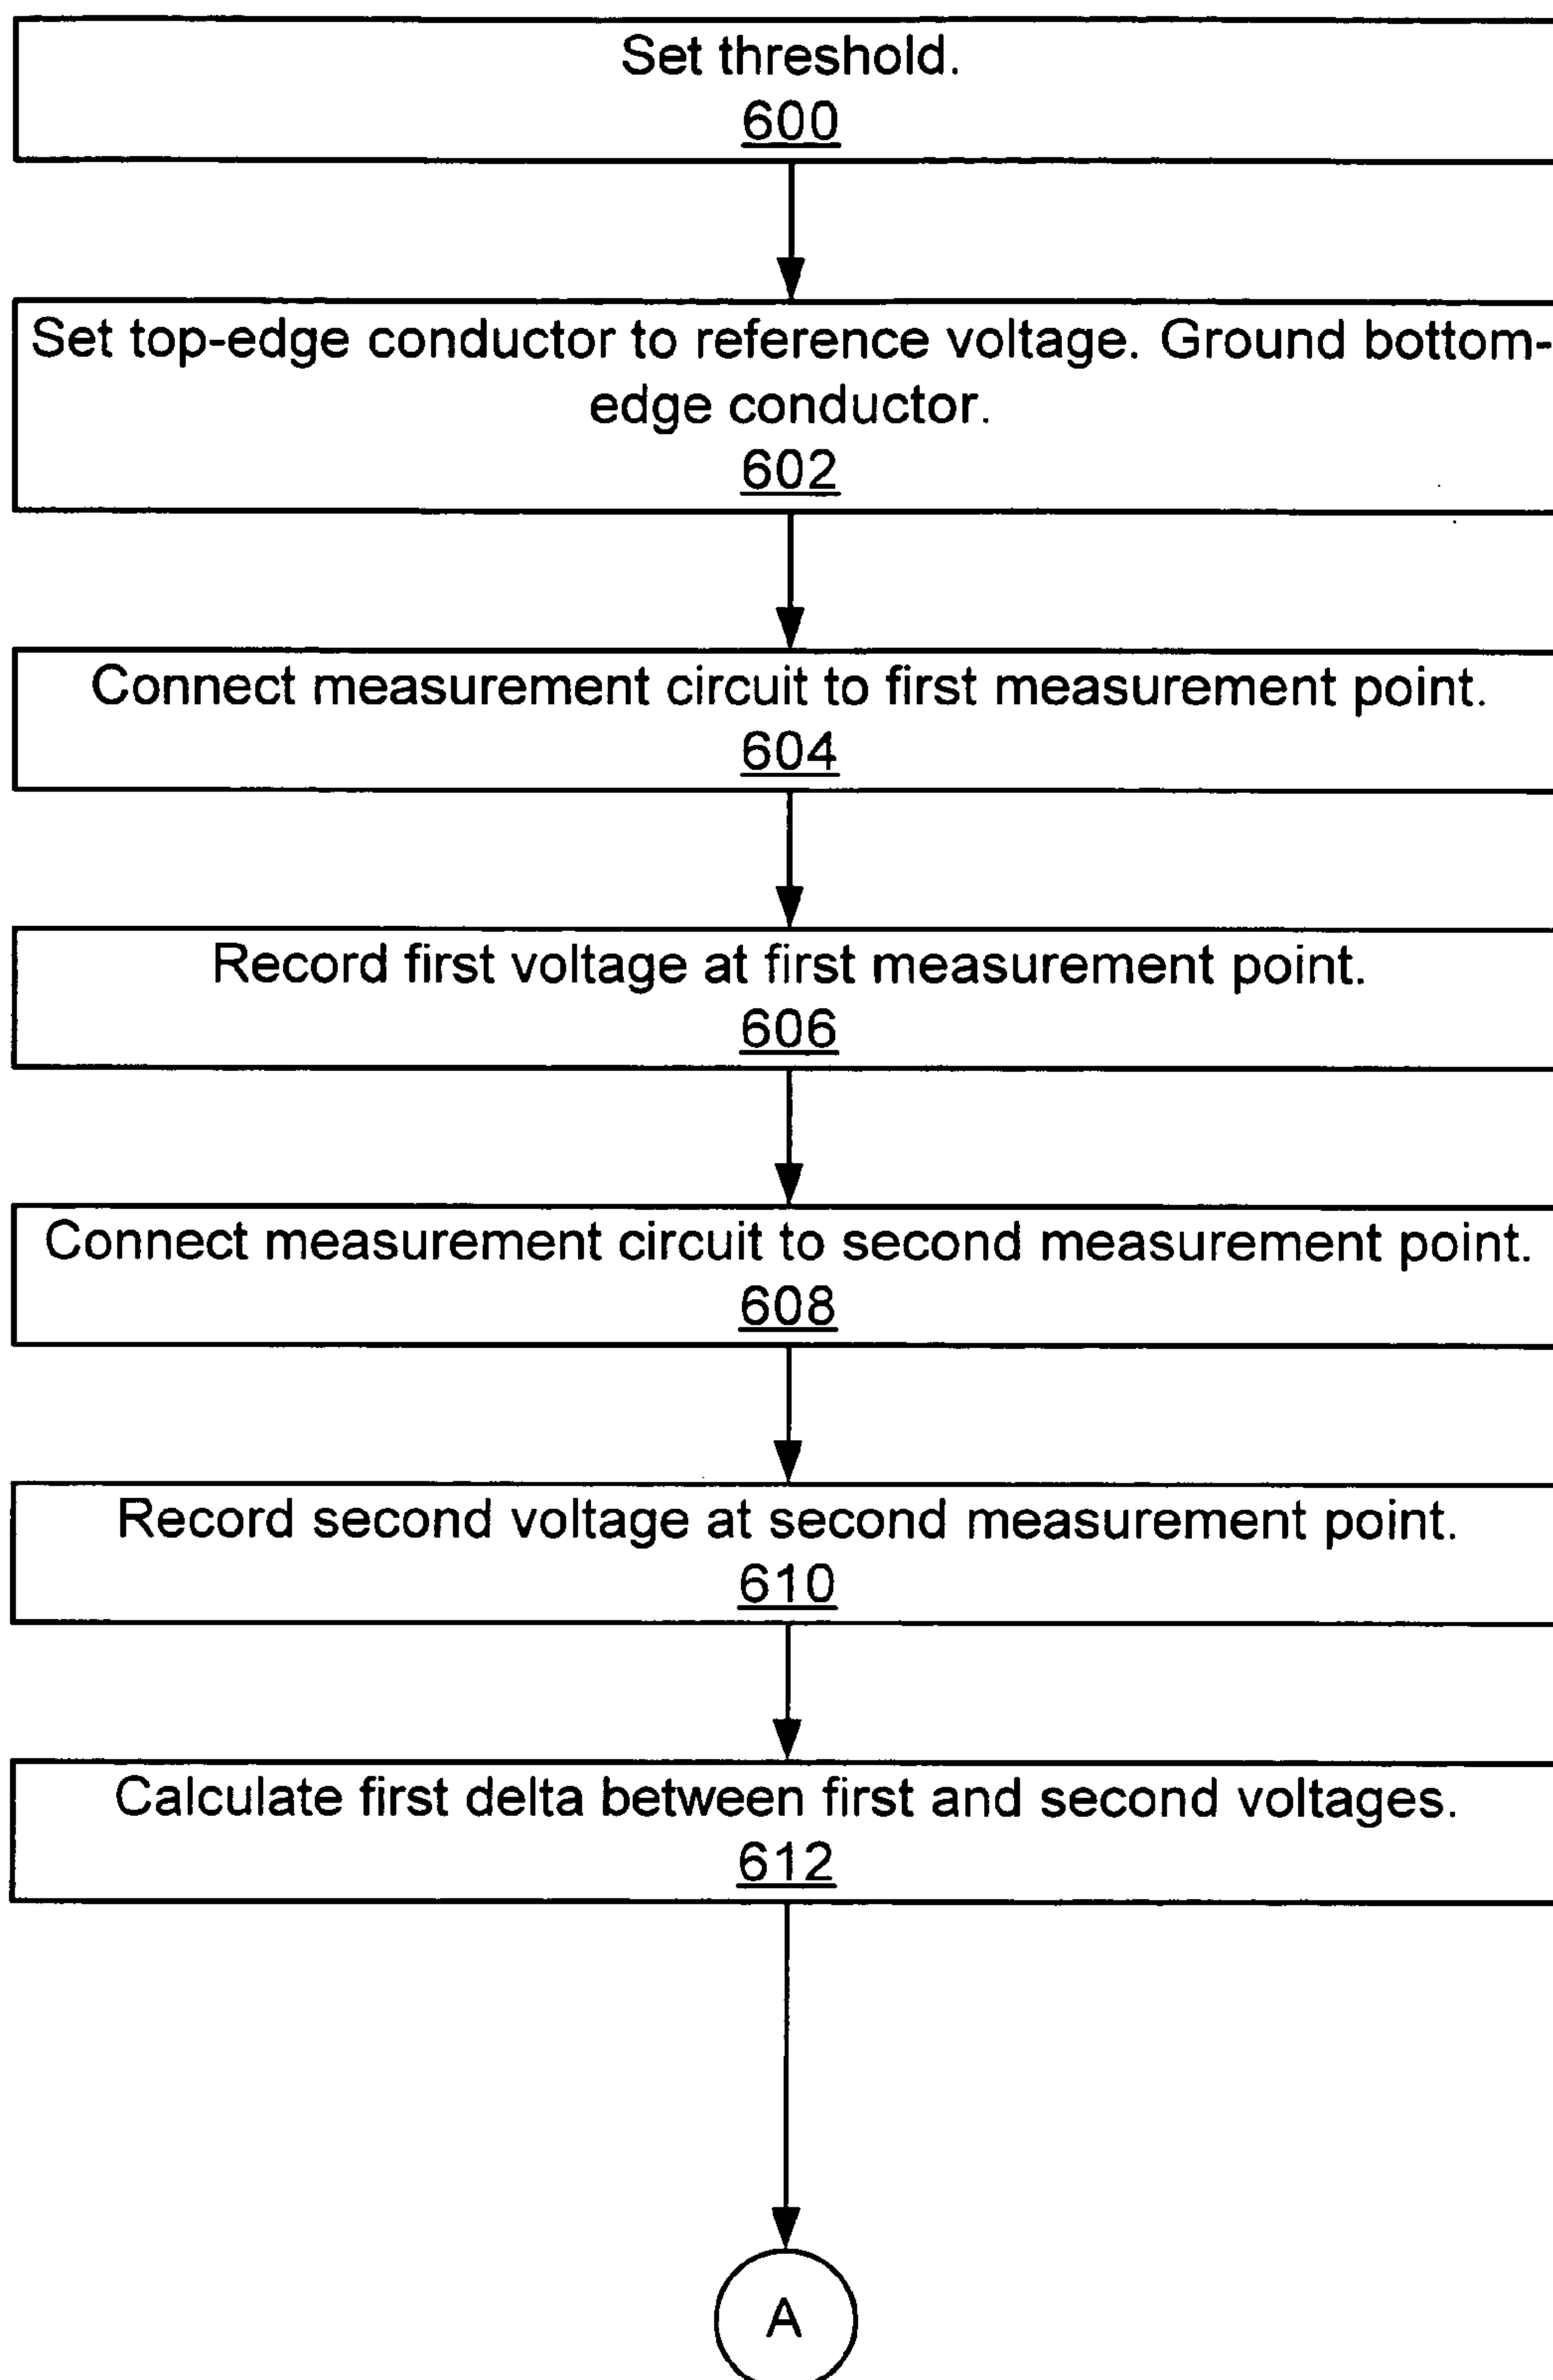 Set threshold.
600
Set top-edge conductor to reference voltage. Ground bottom-
edge conductor.
602
Connect measurement circuit to first measurement point.
604
Record first voltage at first measurement point.
606
Connect measurement circuit to second measurement point.
608
Record second voltage at second measurement point.
610
Calculate first delta between first and second voltages.
612
A